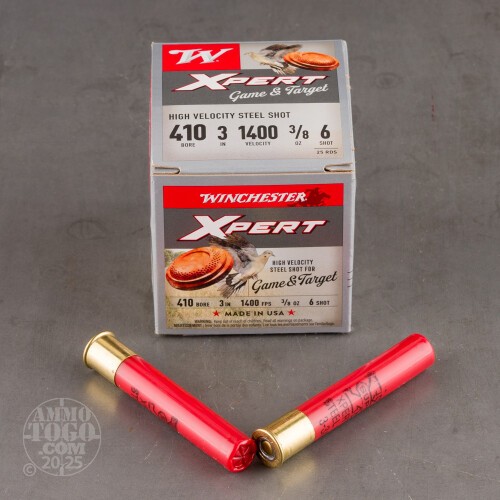 W
XPERT
Game & Target
HIGH VELOCITY STEEL SHOT
410 3 1400 3/8 6
BORE IN VELOCITY OZ SHOT
25 RDS
WINCHESTER
XPERT
HIGH VELOCITY
STEEL SHOT FOR
Game & Target
410 BORE 3 IN 1400 FPS 3/8 OZ 6 SHOT
★ MADE IN USA ★
AMMO
TOGO
.COM
© 2025